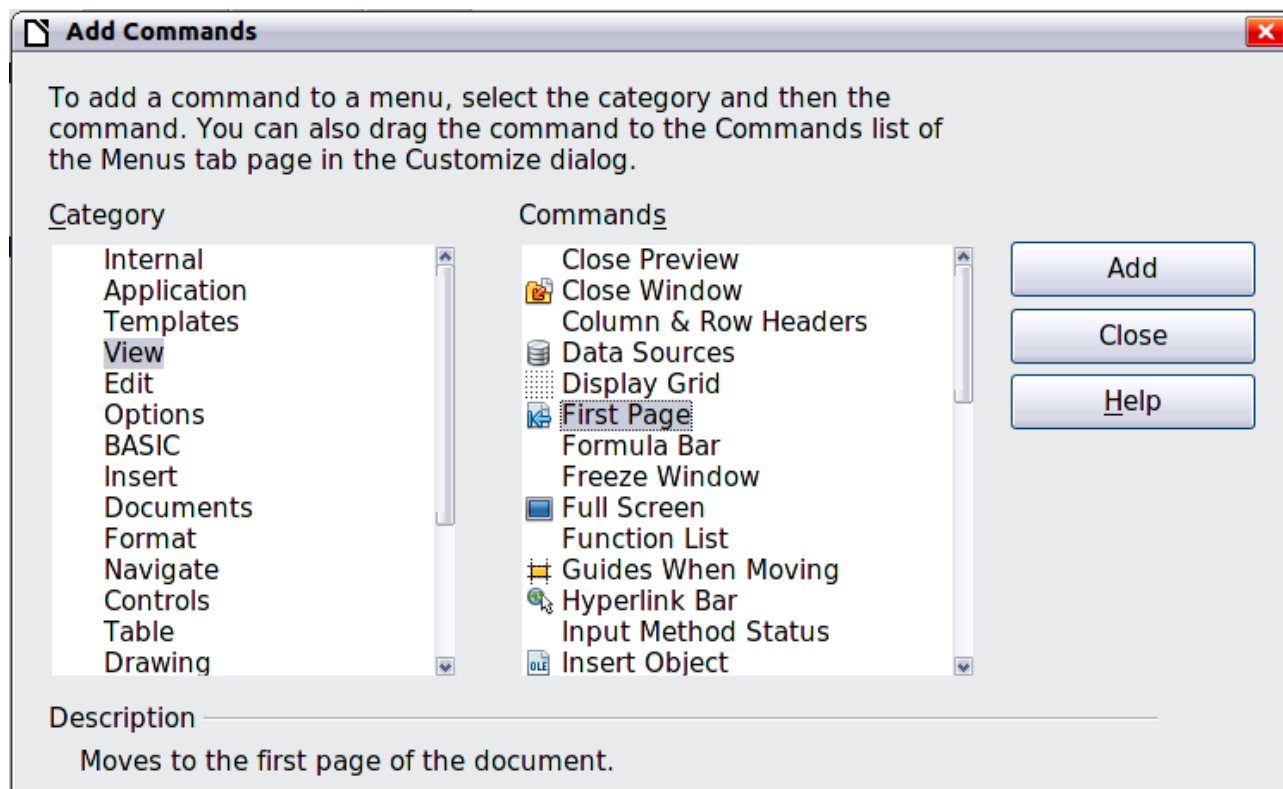 Add Commands
To add a command to a menu, select the category and then the
command. You can also drag the command to the Commands list of
the Menus tab page in the Customize dialog.
Category
Internal
Application
Templates
View
Edit
Options
BASIC
Insert
Documents
Format
Navigate
Controls
Table
Drawing
Commands
Close Preview
Close Window
Column & Row Headers
Data Sources
Display Grid
First Page
Formula Bar
Freeze Window
Full Screen
Function List
Guides When Moving
Hyperlink Bar
Input Method Status
OLE Insert Object
Add
Close
Help
Description
Moves to the first page of the document.